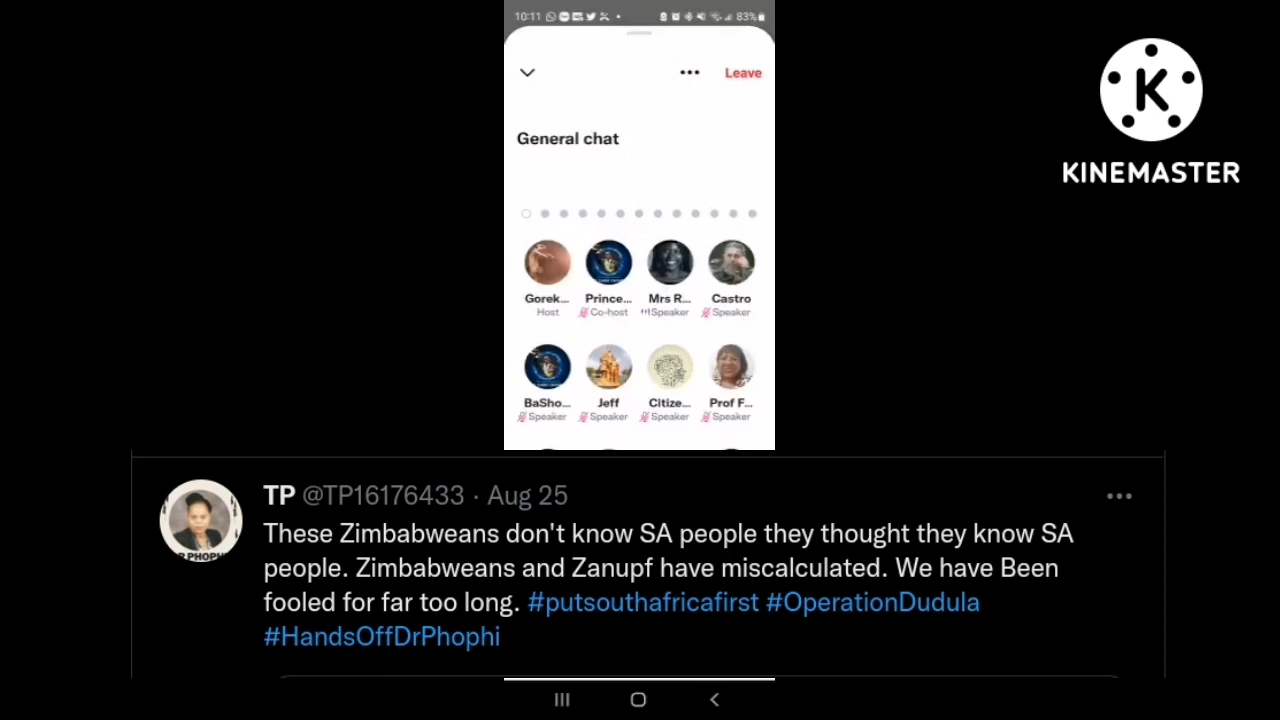 10:11
83%
Leave
General chat
Gorek... Prince... Mrs R... Castro
Host Co-host Speaker Speaker
BaSho... Jeff Citize... Prof F...
Speaker Speaker Speaker Speaker
K
KINEMASTER
TP @TP16176433 · Aug 25
These Zimbabweans don't know SA people they thought they know SA
people. Zimbabweans and Zanupf have miscalculated. We have Been
fooled for far too long. #putsouthafricafirst #OperationDudula
#HandsOffDrPhophi